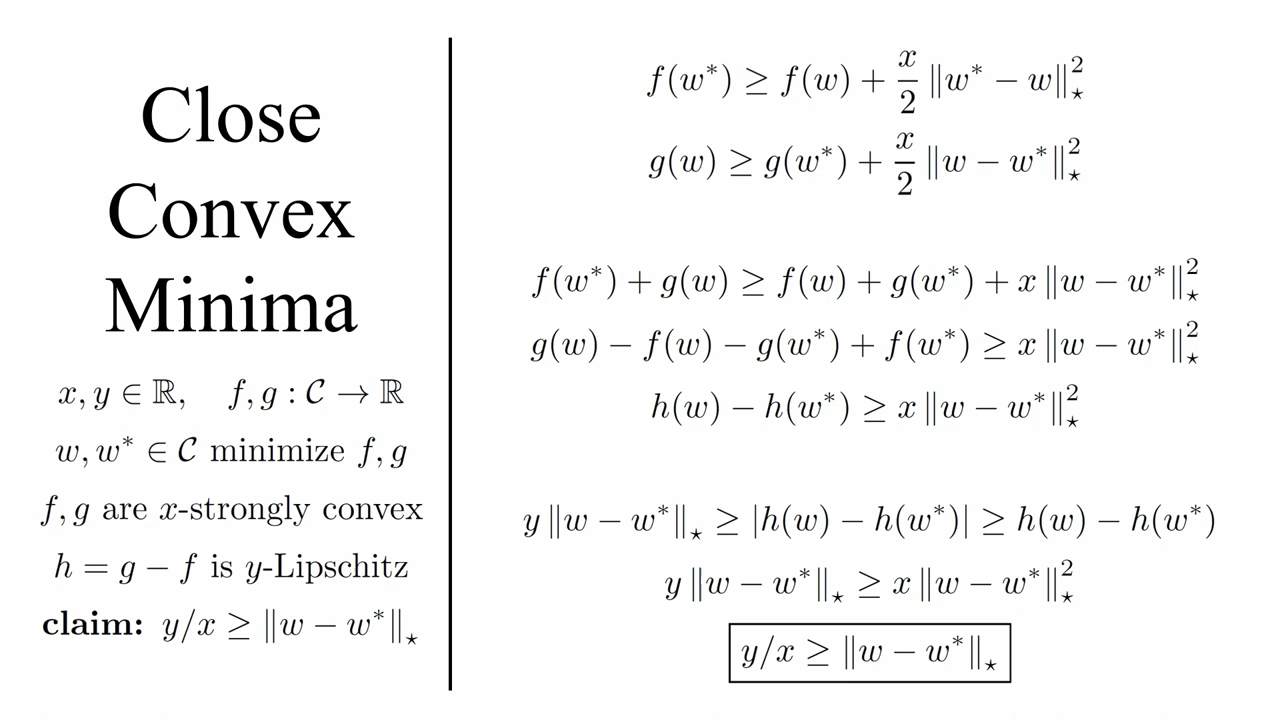 Close
Convex
Minima
x, y ∈ ℝ, f, g : 𝒞 → ℝ
w, w* ∈ 𝒞 minimize f, g
f, g are x-strongly convex
h = g − f is y-Lipschitz
claim: y/x ≥ ‖w − w*‖⋆
f(w*) ≥ f(w) + x/2 ‖w* − w‖⋆²
g(w) ≥ g(w*) + x/2 ‖w − w*‖⋆²
f(w*) + g(w) ≥ f(w) + g(w*) + x ‖w − w*‖⋆²
g(w) − f(w) − g(w*) + f(w*) ≥ x ‖w − w*‖⋆²
h(w) − h(w*) ≥ x ‖w − w*‖⋆²
y ‖w − w*‖⋆ ≥ |h(w) − h(w*)| ≥ h(w) − h(w*)
y ‖w − w*‖⋆ ≥ x ‖w − w*‖⋆²
y/x ≥ ‖w − w*‖⋆